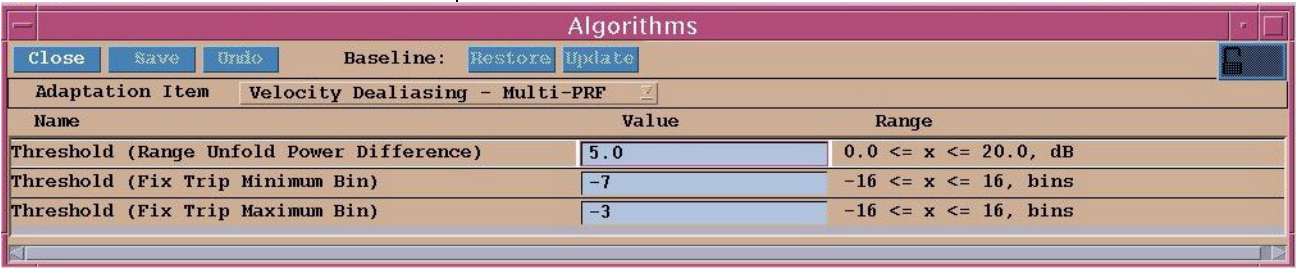 Algorithms
Close Save Undo Baseline: Restore Update
Adaptation Item Velocity Dealiasing - Multi-PRF
Name Value Range
Threshold (Range Unfold Power Difference) 5.0 0.0 <= x <= 20.0, dB
Threshold (Fix Trip Minimum Bin) -7 -16 <= x <= 16, bins
Threshold (Fix Trip Maximum Bin) -3 -16 <= x <= 16, bins